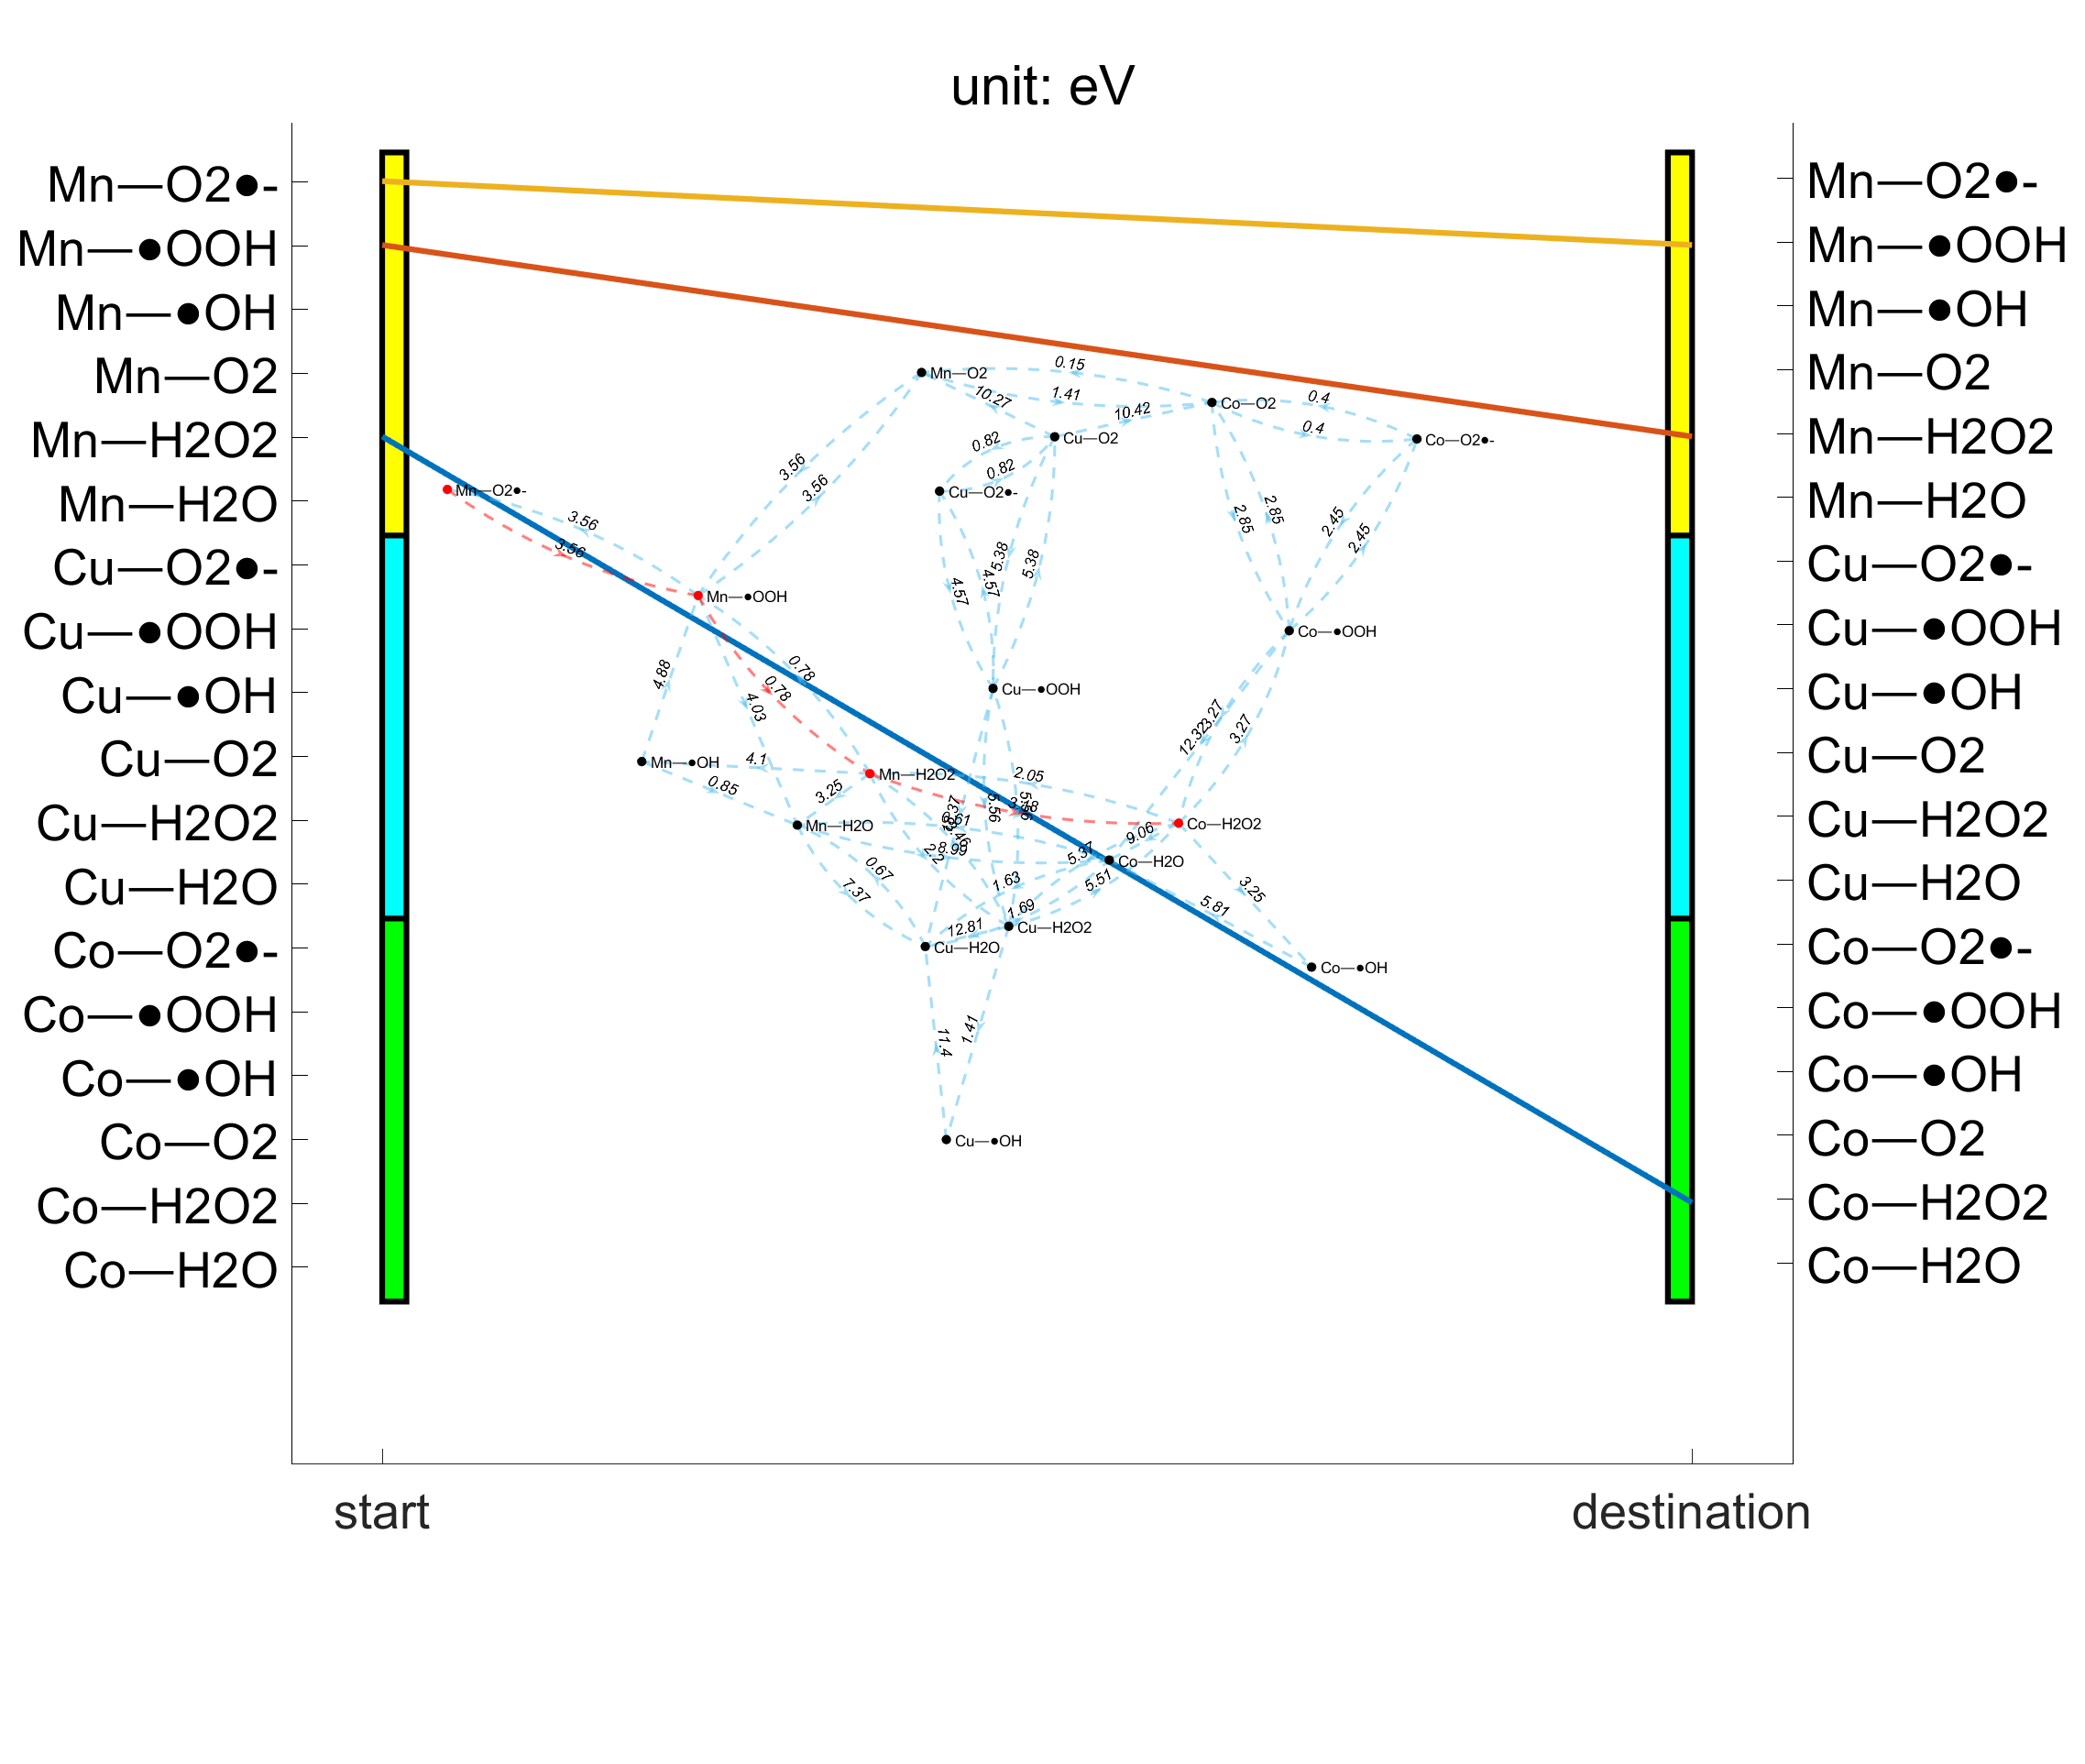 unit: eV
Mn—O2●-
Mn—●OOH
Mn—●OH
Mn—O2
Mn—H2O2
Mn—H2O
Cu—O2●-
Cu—●OOH
Cu—●OH
Cu—O2
Cu—H2O2
Cu—H2O
Co—O2●-
Co—●OOH
Co—●OH
Co—O2
Co—H2O2
Co—H2O
Mn—O2●-
Mn—●OOH
Mn—●OH
Mn—O2
Mn—H2O2
Mn—H2O
Cu—O2●-
Cu—●OOH
Cu—●OH
Cu—O2
Cu—H2O2
Cu—H2O
Co—O2●-
Co—●OOH
Co—●OH
Co—O2
Co—H2O2
Co—H2O
0.15
Mn—O2
10.27
1.41
10.42
Co—O2
0.4
0.4
Cu—O2
Co—O2●-
0.82
0.82
3.56
3.56
Mn—O2●-
Cu—O2●-
3.56
3.56
2.85
2.85
2.45
2.45
5.38
5.38
4.57
4.57
Mn—●OOH
Co—●OOH
4.88
0.78
0.78
4.03
Cu—●OOH
12.32
3.27
3.27
Mn—●OH
4.1
0.85
Mn—H2O2
2.05
3.25
5.56
Mn—H2O
Co—H2O2
9.06
8.99
2.2
5.37
Co—H2O
0.67
7.37
1.63
5.51
3.25
5.81
1.69
12.81
Cu—H2O2
Cu—H2O
Co—●OH
11.4
1.41
Cu—●OH
start
destination